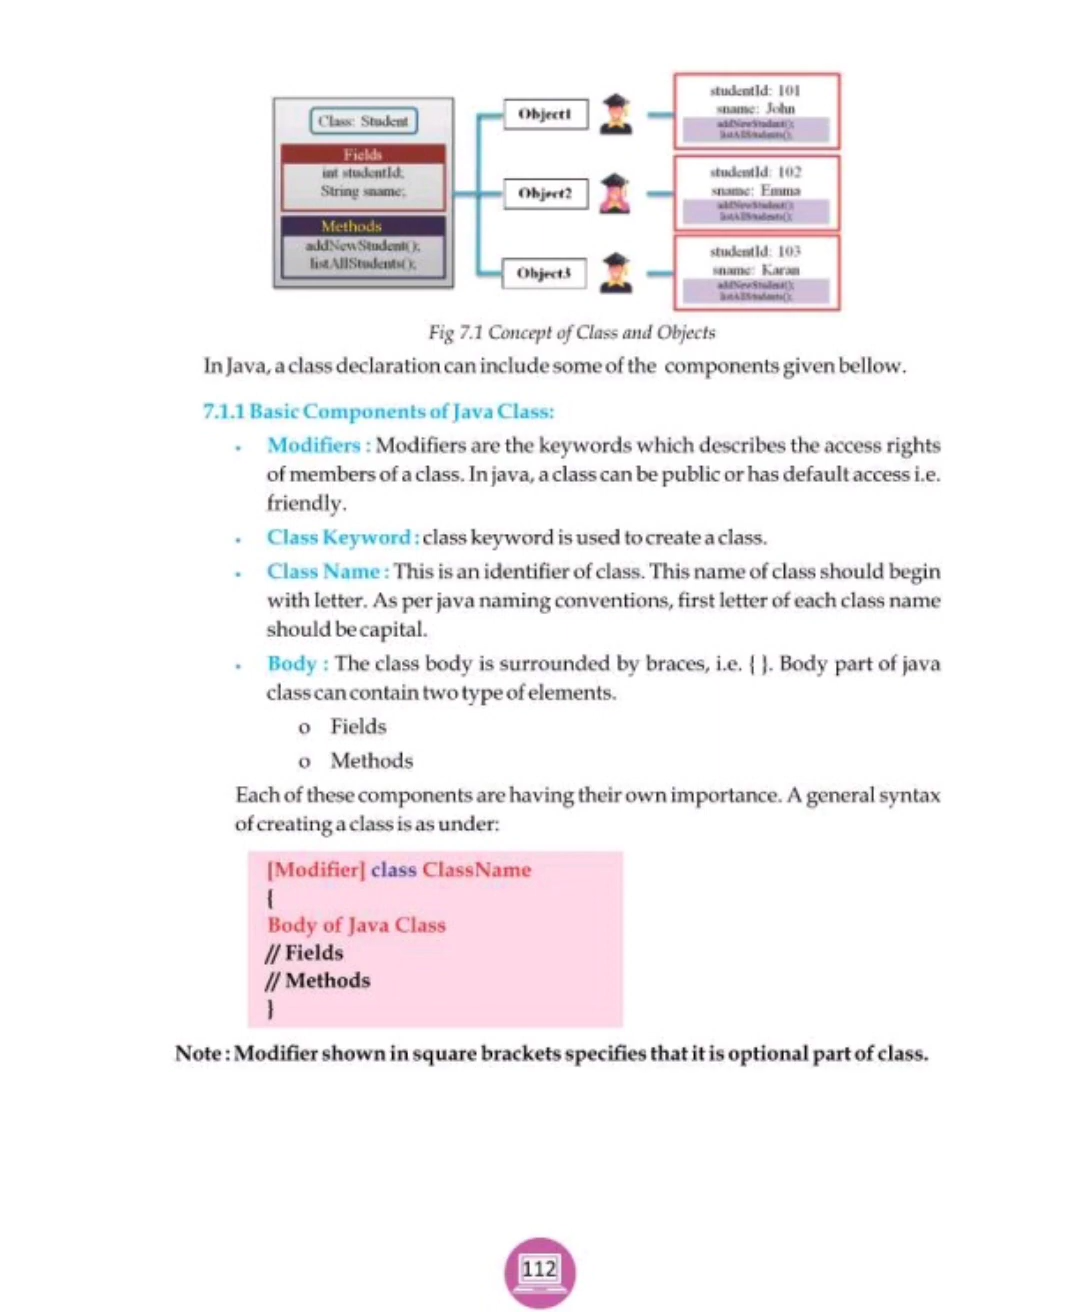 Class: Student
Fields
int studentId;
String sname;
Methods
addNewStudent();
listAllStudents();
Object1
studentId: 101
sname: John
addNewStudent();
listAllStudents();
Object2
studentId: 102
sname: Emma
addNewStudent();
listAllStudents();
Object3
studentId: 103
sname: Karan
addNewStudent();
listAllStudents();
Fig 7.1 Concept of Class and Objects
In Java, a class declaration can include some of the components given bellow.
7.1.1 Basic Components of Java Class:
• Modifiers : Modifiers are the keywords which describes the access rights
of members of a class. In java, a class can be public or has default access i.e.
friendly.
• Class Keyword : class keyword is used to create a class.
• Class Name : This is an identifier of class. This name of class should begin
with letter. As per java naming conventions, first letter of each class name
should be capital.
• Body : The class body is surrounded by braces, i.e. { }. Body part of java
class can contain two type of elements.
o Fields
o Methods
Each of these components are having their own importance. A general syntax
of creating a class is as under:
[Modifier] class ClassName
{
Body of Java Class
// Fields
// Methods
}
Note : Modifier shown in square brackets specifies that it is optional part of class.
112